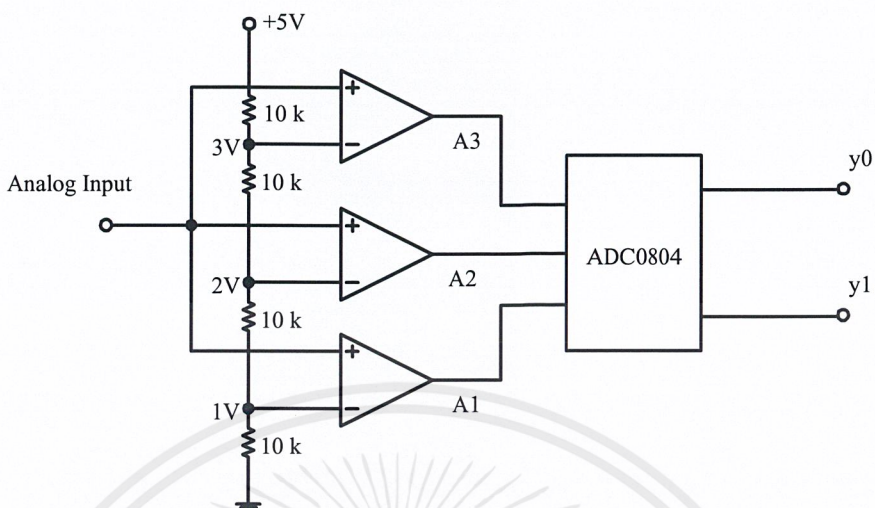 +5V
+
10 k
A3
3V
−
10 k
Analog Input
+
ADC0804
y0
2V
−
A2
y1
10 k
+
1V
−
A1
10 k